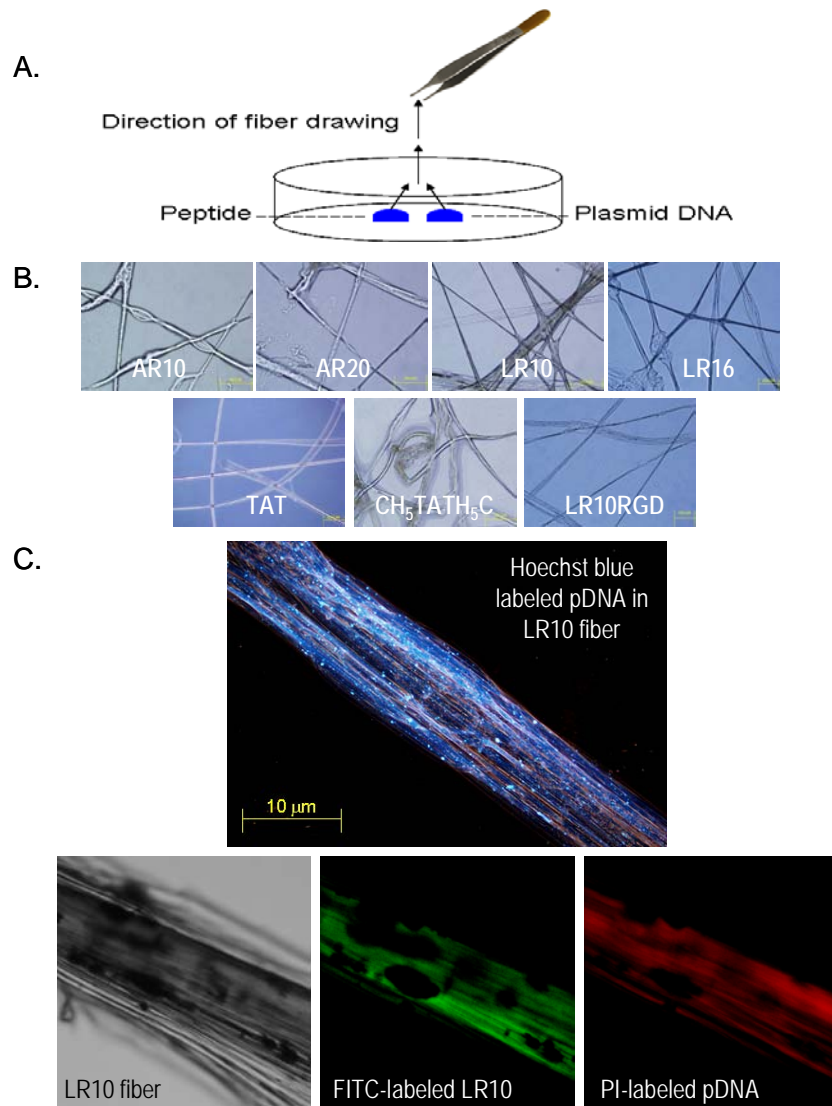 A.
Direction of fiber drawing
Peptide
Plasmid DNA
B.
AR10
AR20
LR10
LR16
TAT
CH₅TATH₅C
LR10RGD
C.
Hoechst blue
labeled pDNA in
LR10 fiber
10 μm
LR10 fiber
FITC-labeled LR10
PI-labeled pDNA